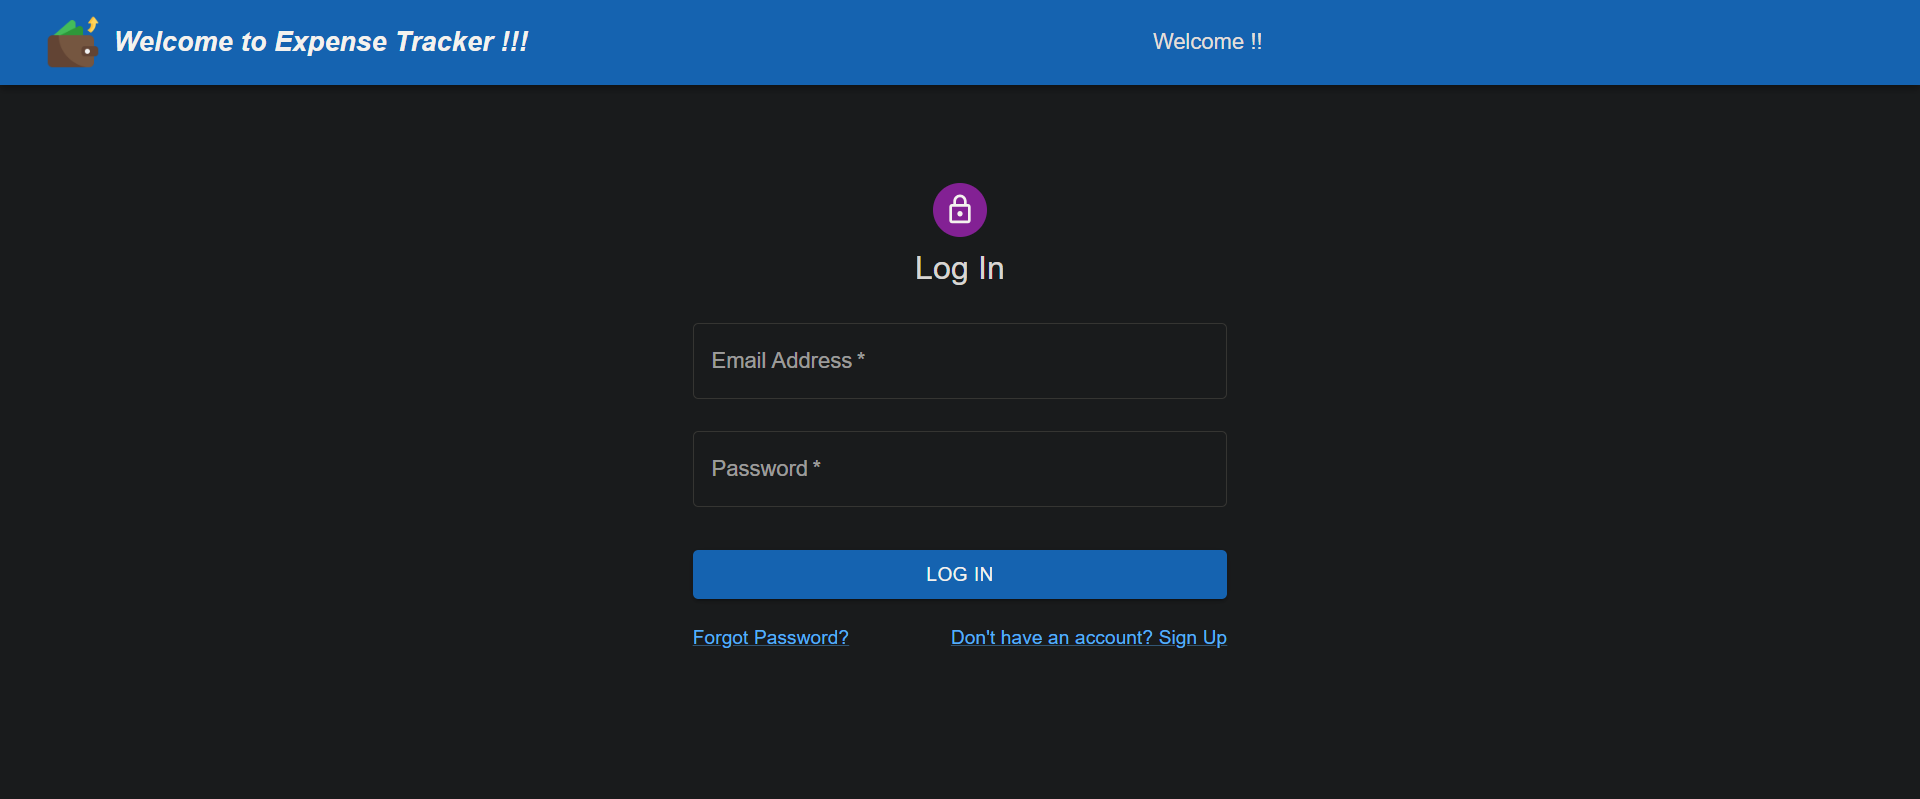 Welcome to Expense Tracker !!!
Welcome !!
Log In
Email Address *
Password *
LOG IN
Forgot Password?
Don't have an account? Sign Up